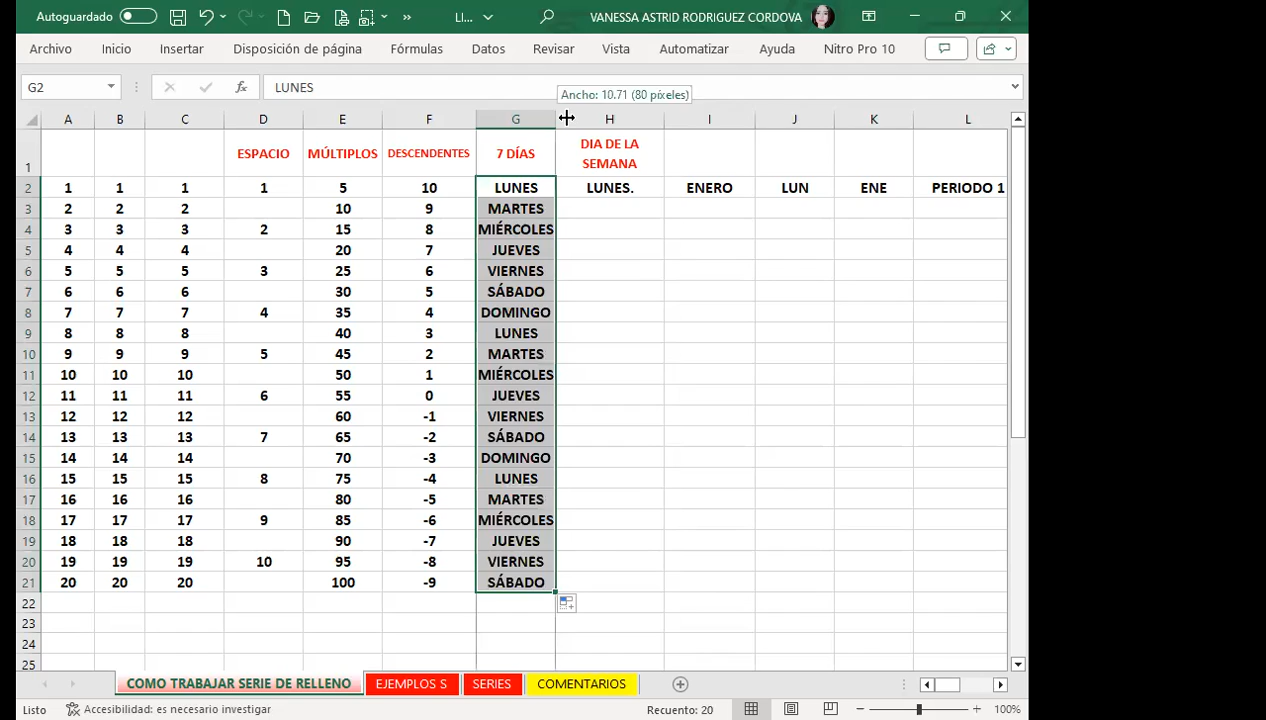 Autoguardado LI... VANESSA ASTRID RODRIGUEZ CORDOVA
Archivo Inicio Insertar Disposición de página Fórmulas Datos Revisar Vista Automatizar Ayuda Nitro Pro 10
G2 fx LUNES
Ancho: 10.71 (80 píxeles)
A B C D E F G H I J K L
1 ESPACIO MÚLTIPLOS DESCENDENTES 7 DÍAS DIA DE LA SEMANA
2 1 1 1 1 5 10 LUNES LUNES. ENERO LUN ENE PERIODO 1
3 2 2 2 10 9 MARTES
4 3 3 3 2 15 8 MIÉRCOLES
5 4 4 4 20 7 JUEVES
6 5 5 5 3 25 6 VIERNES
7 6 6 6 30 5 SÁBADO
8 7 7 7 4 35 4 DOMINGO
9 8 8 8 40 3 LUNES
10 9 9 9 5 45 2 MARTES
11 10 10 10 50 1 MIÉRCOLES
12 11 11 11 6 55 0 JUEVES
13 12 12 12 60 -1 VIERNES
14 13 13 13 7 65 -2 SÁBADO
15 14 14 14 70 -3 DOMINGO
16 15 15 15 8 75 -4 LUNES
17 16 16 16 80 -5 MARTES
18 17 17 17 9 85 -6 MIÉRCOLES
19 18 18 18 90 -7 JUEVES
20 19 19 19 10 95 -8 VIERNES
21 20 20 20 100 -9 SÁBADO
22
23
24
25
COMO TRABAJAR SERIE DE RELLENO EJEMPLOS S SERIES COMENTARIOS
Listo Accesibilidad: es necesario investigar Recuento: 20 100%